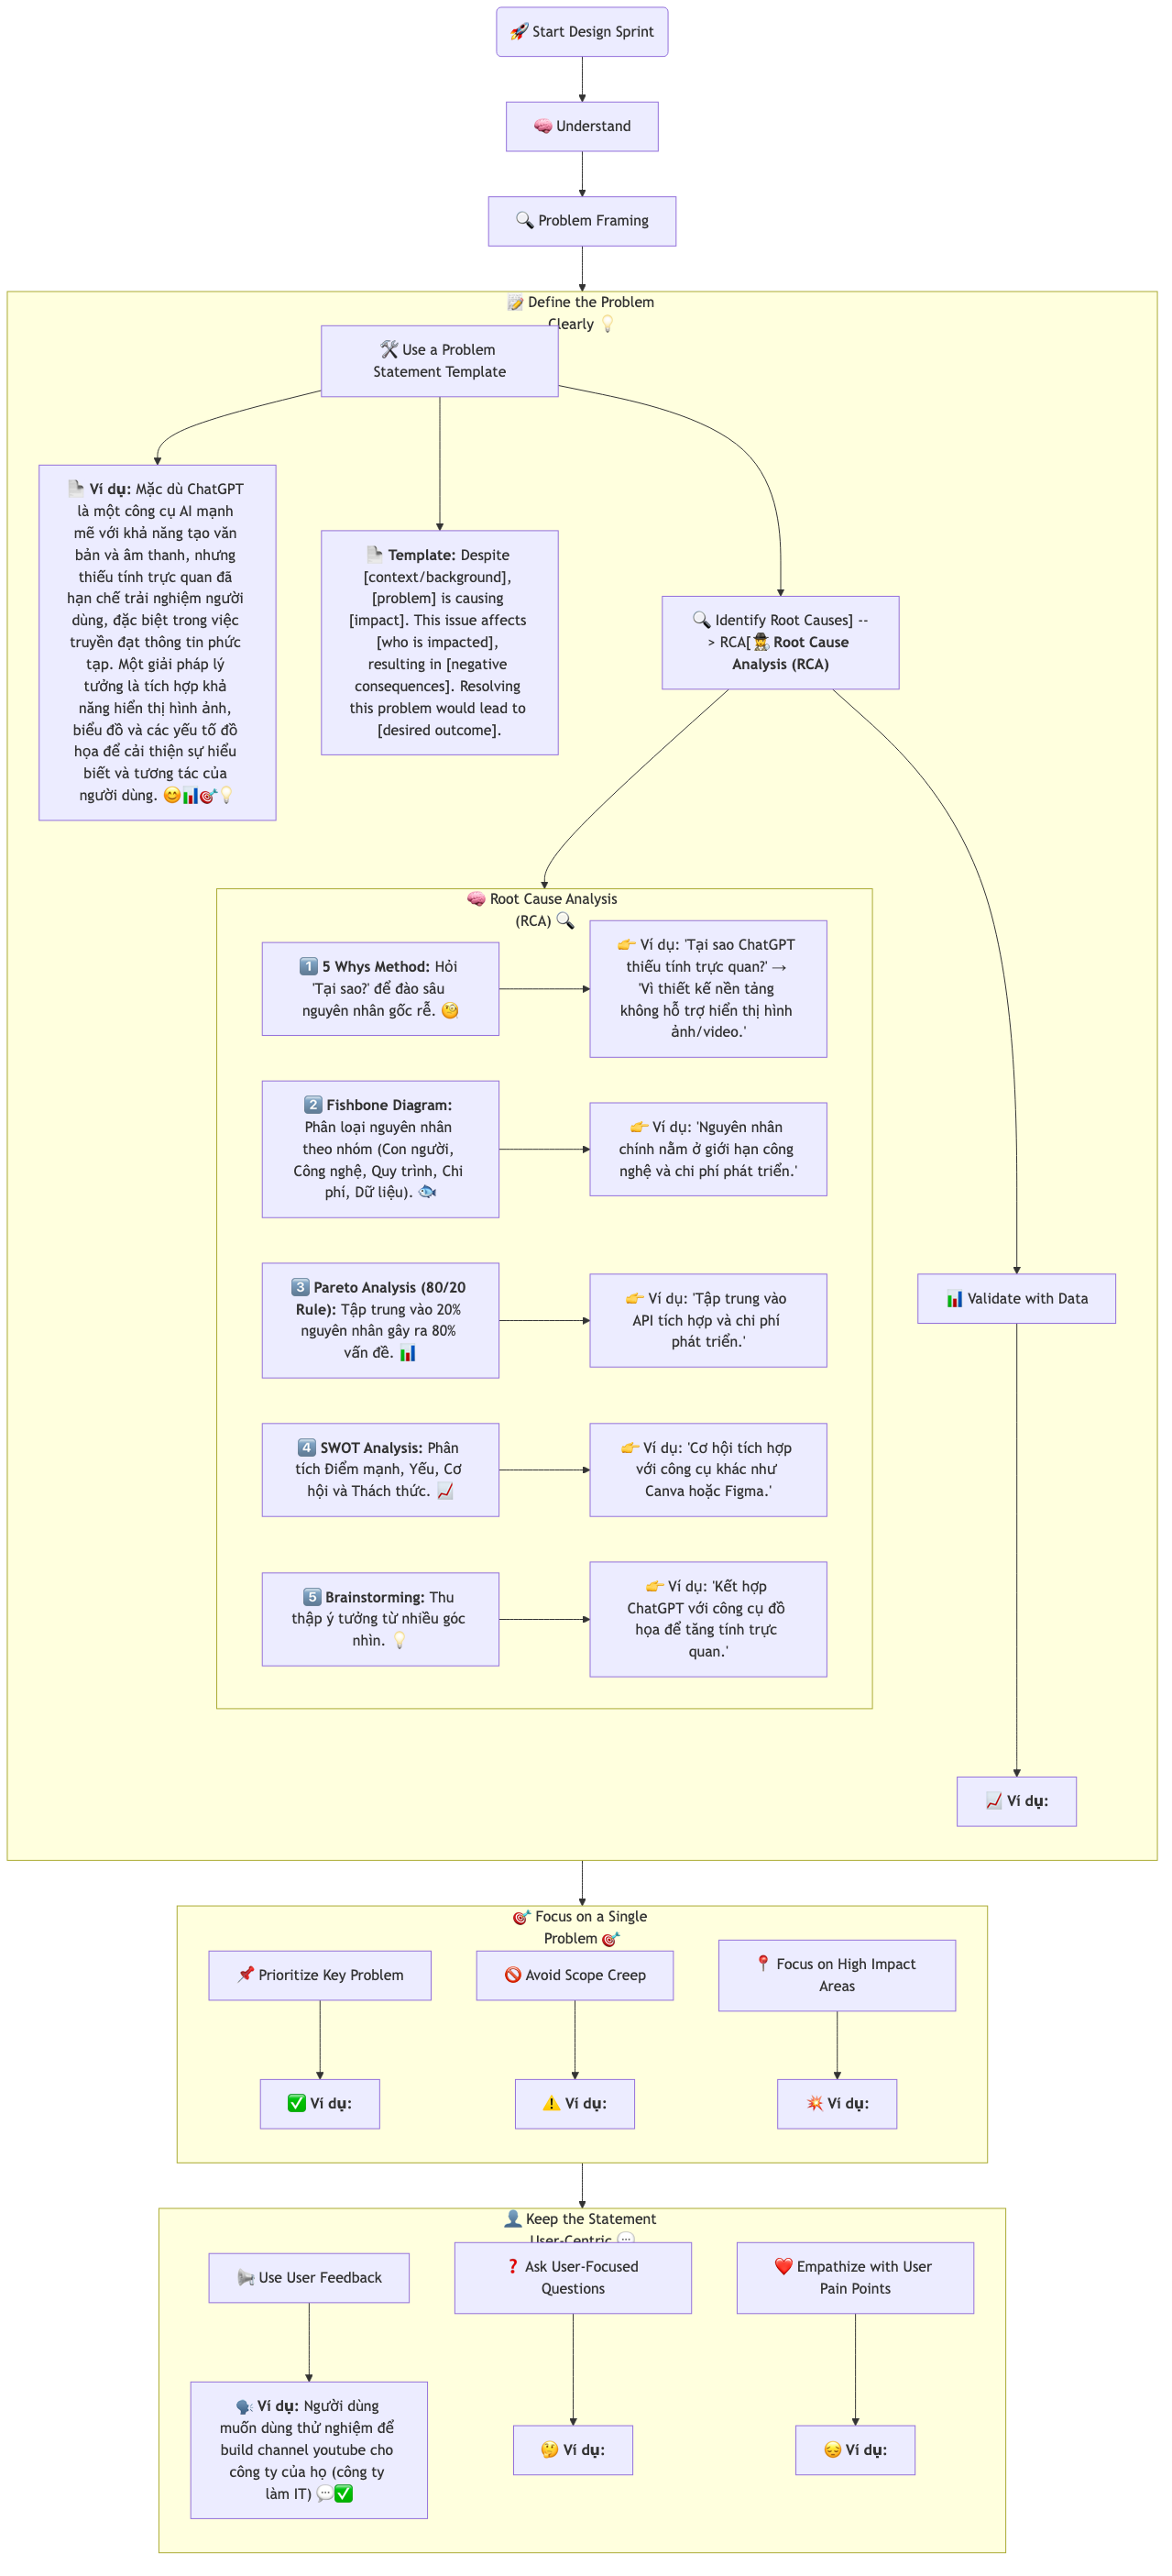 🚀 Start Design Sprint
🧠 Understand
🔍 Problem Framing
📝 Define the Problem
Clearly 💡
🛠️ Use a Problem
Statement Template
📄 Ví dụ: Mặc dù ChatGPT
là một công cụ AI mạnh
mẽ với khả năng tạo văn
bản và âm thanh, nhưng
thiếu tính trực quan đã
hạn chế trải nghiệm người
dùng, đặc biệt trong việc
truyền đạt thông tin phức
tạp. Một giải pháp lý
tưởng là tích hợp khả
năng hiển thị hình ảnh,
biểu đồ và các yếu tố đồ
họa để cải thiện sự hiểu
biết và tương tác của
người dùng. 😊📊🎯💡
📄 Template: Despite
[context/background],
[problem] is causing
[impact]. This issue affects
[who is impacted],
resulting in [negative
consequences]. Resolving
this problem would lead to
[desired outcome].
🔍 Identify Root Causes] --
> RCA[🕵️ Root Cause
Analysis (RCA)
🧠 Root Cause Analysis
(RCA) 🔍
1️⃣ 5 Whys Method: Hỏi
'Tại sao?' để đào sâu
nguyên nhân gốc rễ. 🧐
👉 Ví dụ: 'Tại sao ChatGPT
thiếu tính trực quan?' →
'Vì thiết kế nền tảng
không hỗ trợ hiển thị hình
ảnh/video.'
2️⃣ Fishbone Diagram:
Phân loại nguyên nhân
theo nhóm (Con người,
Công nghệ, Quy trình, Chi
phí, Dữ liệu). 🐟
👉 Ví dụ: 'Nguyên nhân
chính nằm ở giới hạn công
nghệ và chi phí phát triển.'
3️⃣ Pareto Analysis (80/20
Rule): Tập trung vào 20%
nguyên nhân gây ra 80%
vấn đề. 📊
👉 Ví dụ: 'Tập trung vào
API tích hợp và chi phí
phát triển.'
📊 Validate with Data
4️⃣ SWOT Analysis: Phân
tích Điểm mạnh, Yếu, Cơ
hội và Thách thức. 📈
👉 Ví dụ: 'Cơ hội tích hợp
với công cụ khác như
Canva hoặc Figma.'
5️⃣ Brainstorming: Thu
thập ý tưởng từ nhiều góc
nhìn. 💡
👉 Ví dụ: 'Kết hợp
ChatGPT với công cụ đồ
họa để tăng tính trực
quan.'
📈 Ví dụ:
🎯 Focus on a Single
Problem 🎯
📌 Prioritize Key Problem
🚫 Avoid Scope Creep
📍 Focus on High Impact
Areas
✅ Ví dụ:
⚠️ Ví dụ:
💥 Ví dụ:
👤 Keep the Statement
User-Centric 💬
📢 Use User Feedback
❓ Ask User-Focused
Questions
❤️ Empathize with User
Pain Points
🗣️ Ví dụ: Người dùng
muốn dùng thử nghiệm để
build channel youtube cho
công ty của họ (công ty
làm IT) 💬✅
🤔 Ví dụ:
😔 Ví dụ: